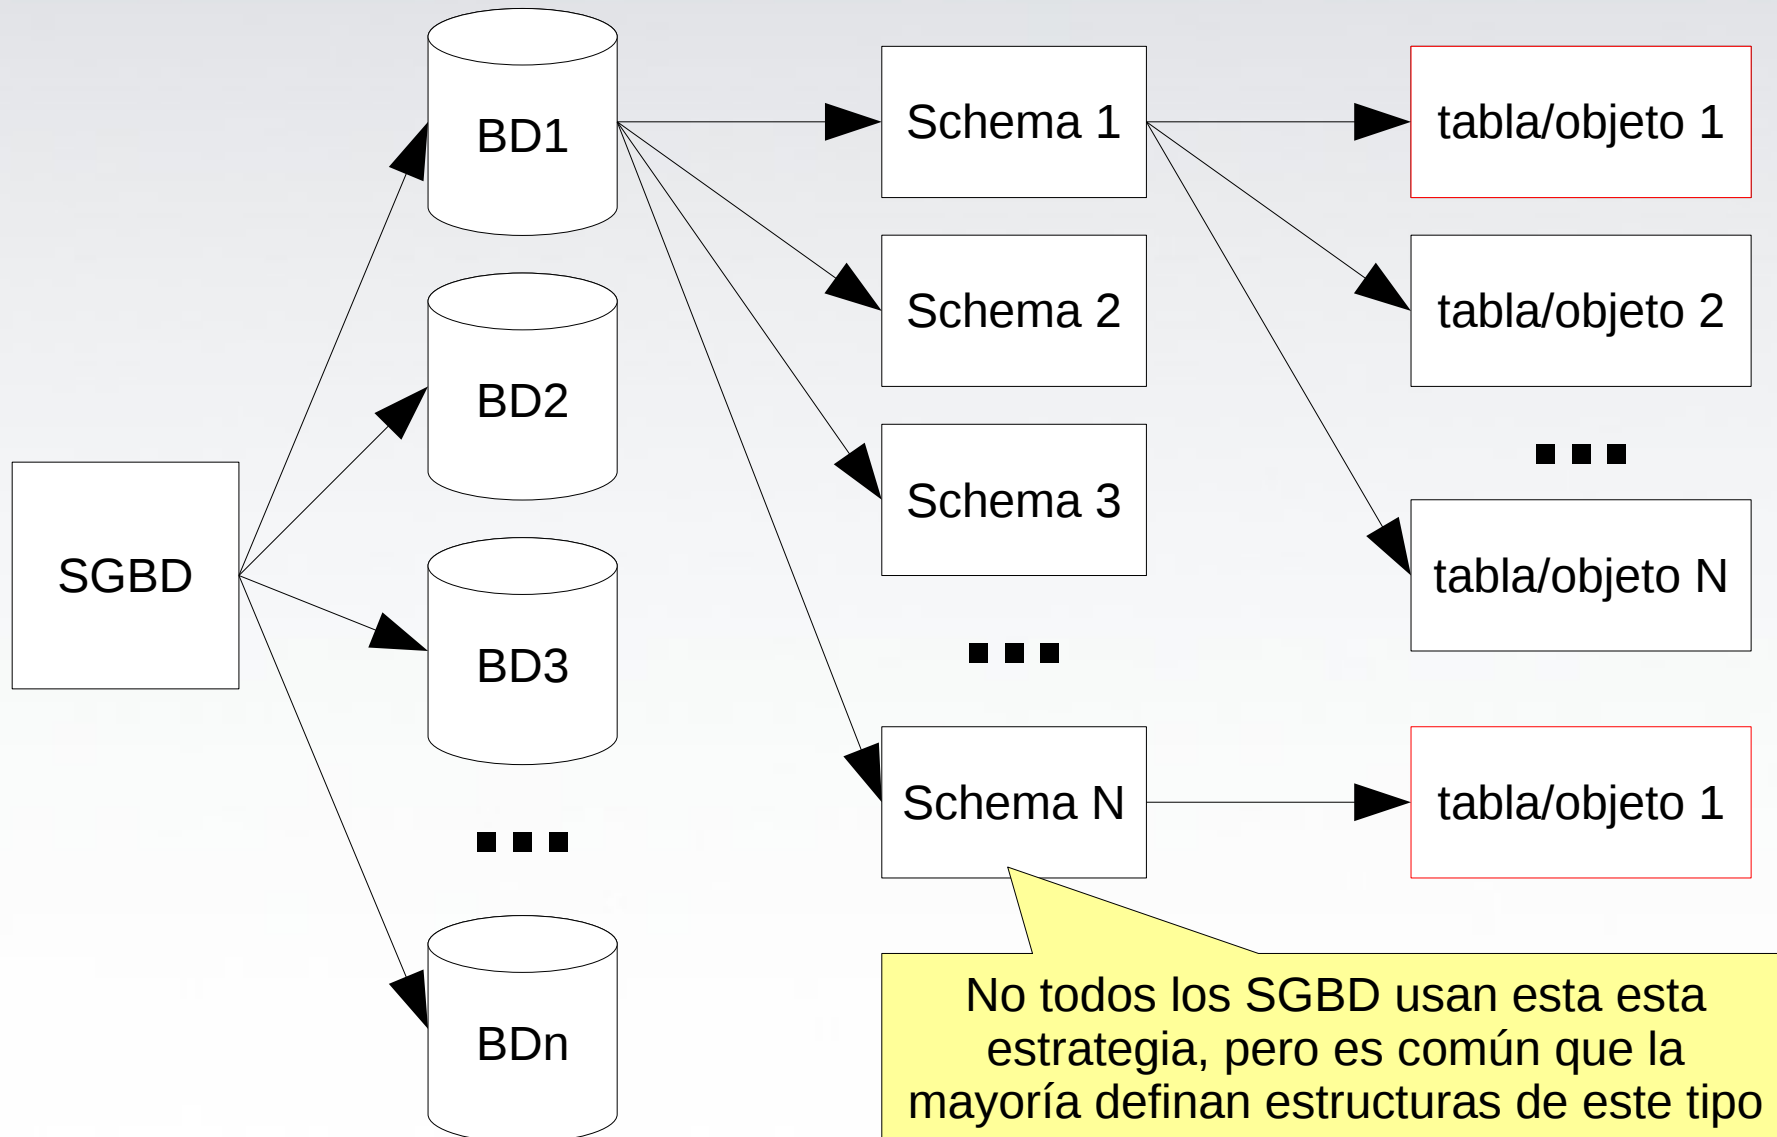 SGBD
BD1
BD2
BD3
BDn
Schema 1
Schema 2
Schema 3
Schema N
tabla/objeto 1
tabla/objeto 2
tabla/objeto N
tabla/objeto 1
No todos los SGBD usan esta esta
estrategia, pero es común que la
mayoría definan estructuras de este tipo